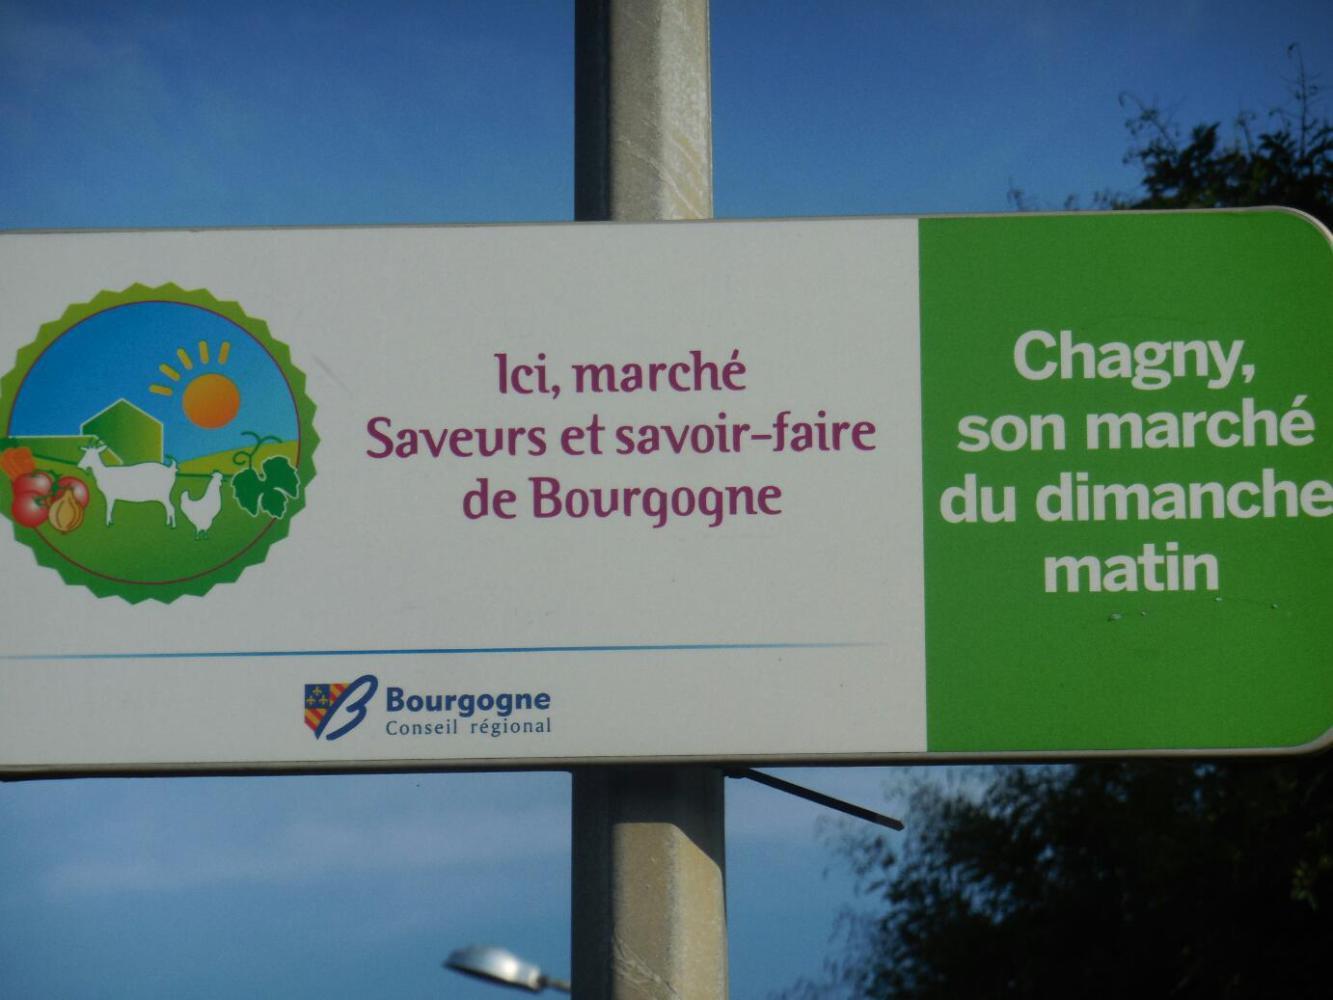 Ici, marché
Saveurs et savoir-faire
de Bourgogne
Bourgogne
Conseil régional
Chagny,
son marché
du dimanche
matin